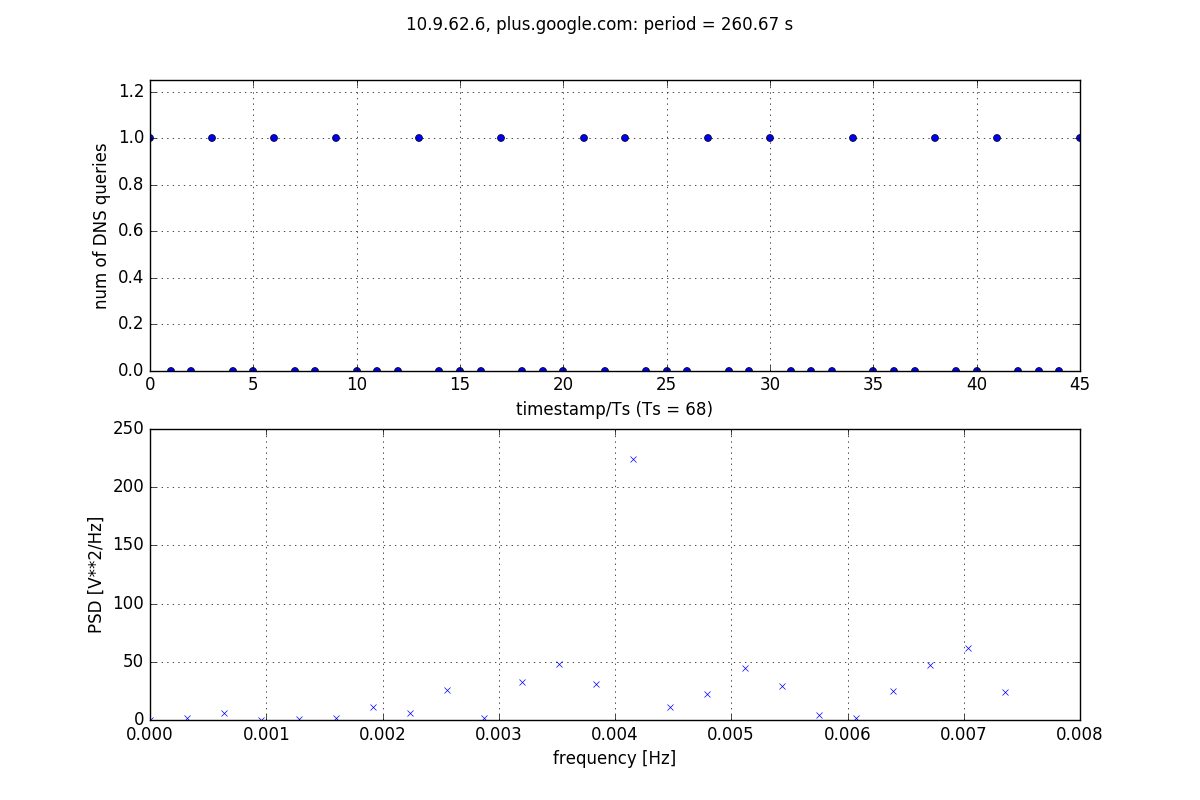 10.9.62.6, plus.google.com: period = 260.67 s
1.2
1.0
0.8
0.6
0.4
0.2
0.0
num of DNS queries
0 5 10 15 20 25 30 35 40 45
timestamp/Ts (Ts = 68)
250
200
150
100
50
0
PSD [V**2/Hz]
0.000 0.001 0.002 0.003 0.004 0.005 0.006 0.007 0.008
frequency [Hz]